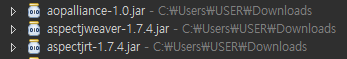 aopalliance-1.0.jar - C:₩Users₩USER₩Downloads
aspectjweaver-1.7.4.jar - C:₩Users₩USER₩Downloads
aspectjrt-1.7.4.jar - C:₩Users₩USER₩Downloads